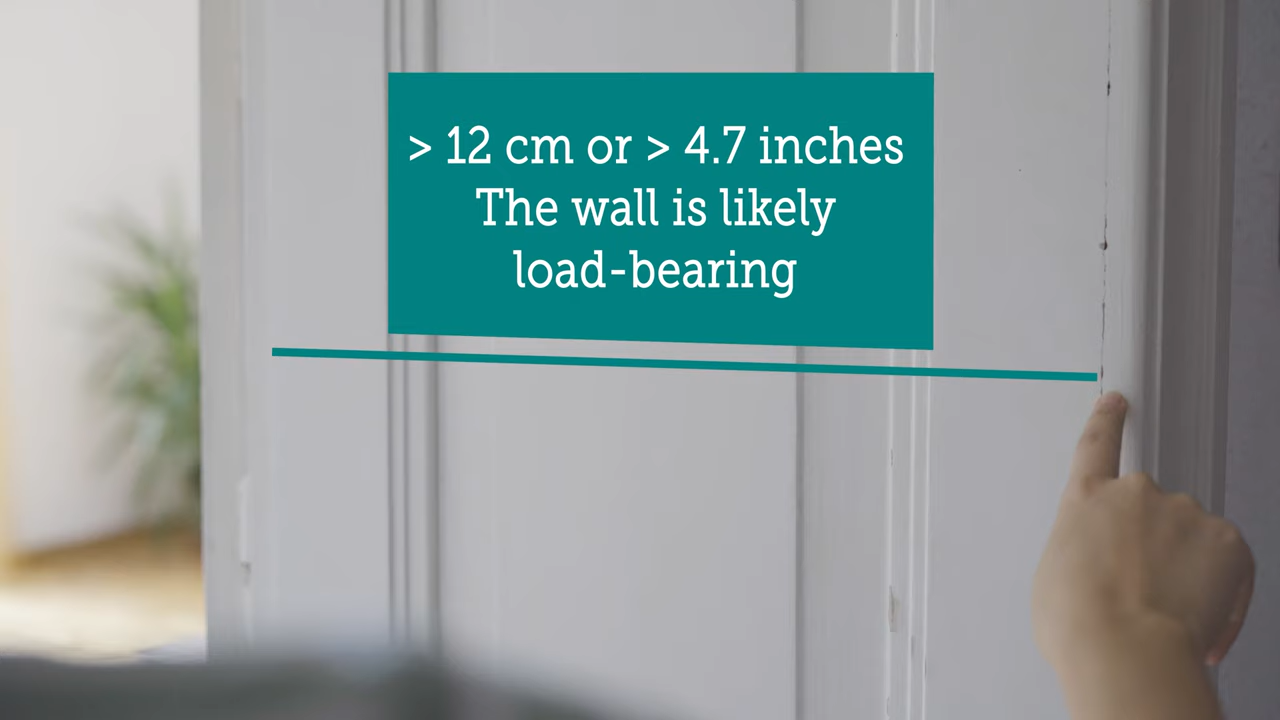 > 12 cm or > 4.7 inches
The wall is likely
load-bearing